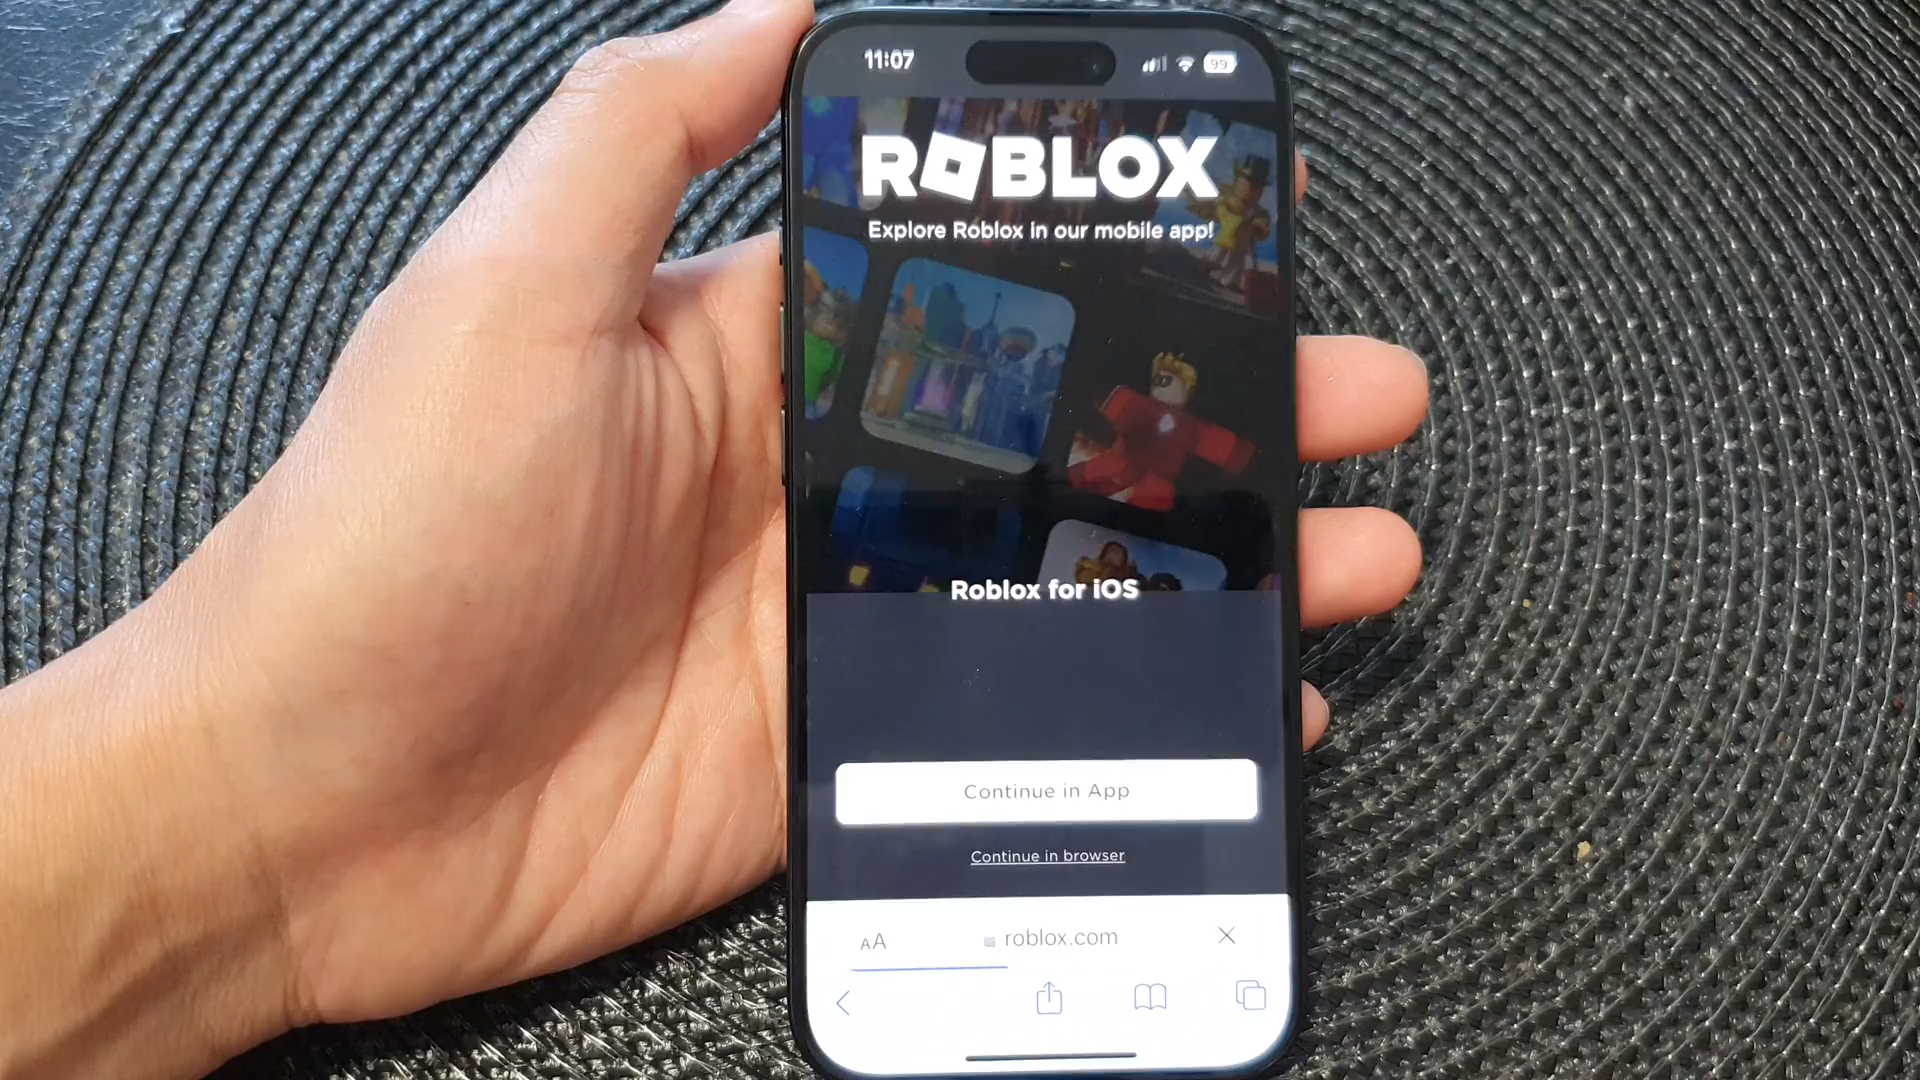 11:07
99
ROBLOX
Explore Roblox in our mobile app!
Roblox for iOS
Continue in App
Continue in browser
AA
roblox.com